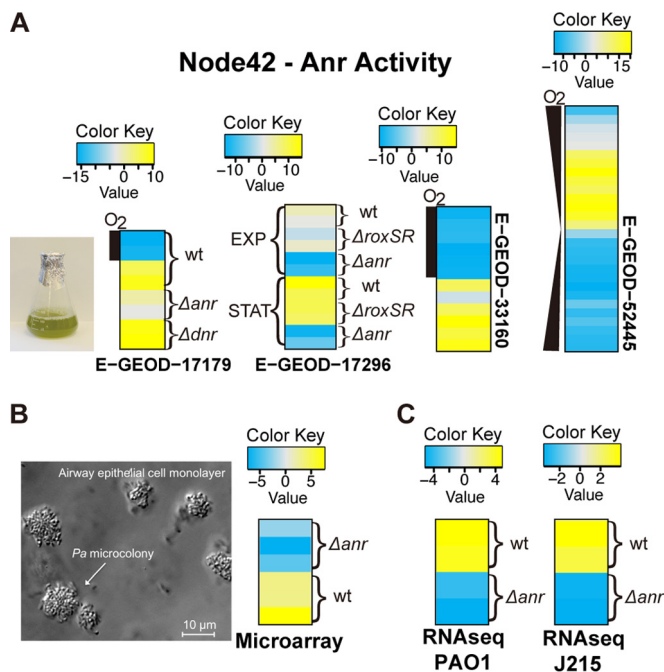 A
Node42 - Anr Activity
Color Key
−10 0 15
Value
Color Key
−15 0 10
Value
Color Key
−10 0 10
Value
Color Key
−10 0 10
Value
O2
wt
Δanr
Δdnr
E−GEOD−17179
EXP
STAT
wt
ΔroxSR
Δanr
wt
ΔroxSR
Δanr
E−GEOD−17296
O2
E−GEOD−33160
O2
E−GEOD−52445
B
Airway epithelial cell monolayer
Pa microcolony
10 µm
Color Key
−5 0 5
Value
Δanr
wt
Microarray
C
Color Key
−4 0 4
Value
wt
Δanr
RNAseq
PAO1
Color Key
−2 0 2
Value
wt
Δanr
RNAseq
J215